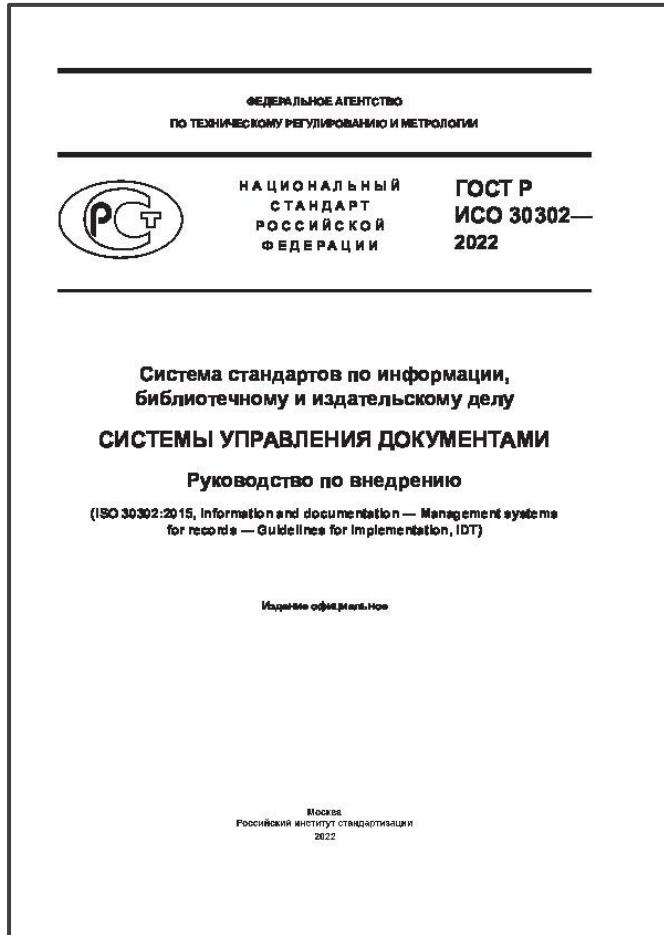 ФЕДЕРАЛЬНОЕ АГЕНТСТВО
ПО ТЕХНИЧЕСКОМУ РЕГУЛИРОВАНИЮ И МЕТРОЛОГИИ
РСТ
НАЦИОНАЛЬНЫЙ
СТАНДАРТ
РОССИЙСКОЙ
ФЕДЕРАЦИИ
ГОСТ Р
ИСО 30302—
2022
Система стандартов по информации,
библиотечному и издательскому делу
СИСТЕМЫ УПРАВЛЕНИЯ ДОКУМЕНТАМИ
Руководство по внедрению
(ISO 30302:2015, Information and documentation — Management systems
for records — Guidelines for implementation, IDT)
Издание официальное
Москва
Российский институт стандартизации
2022